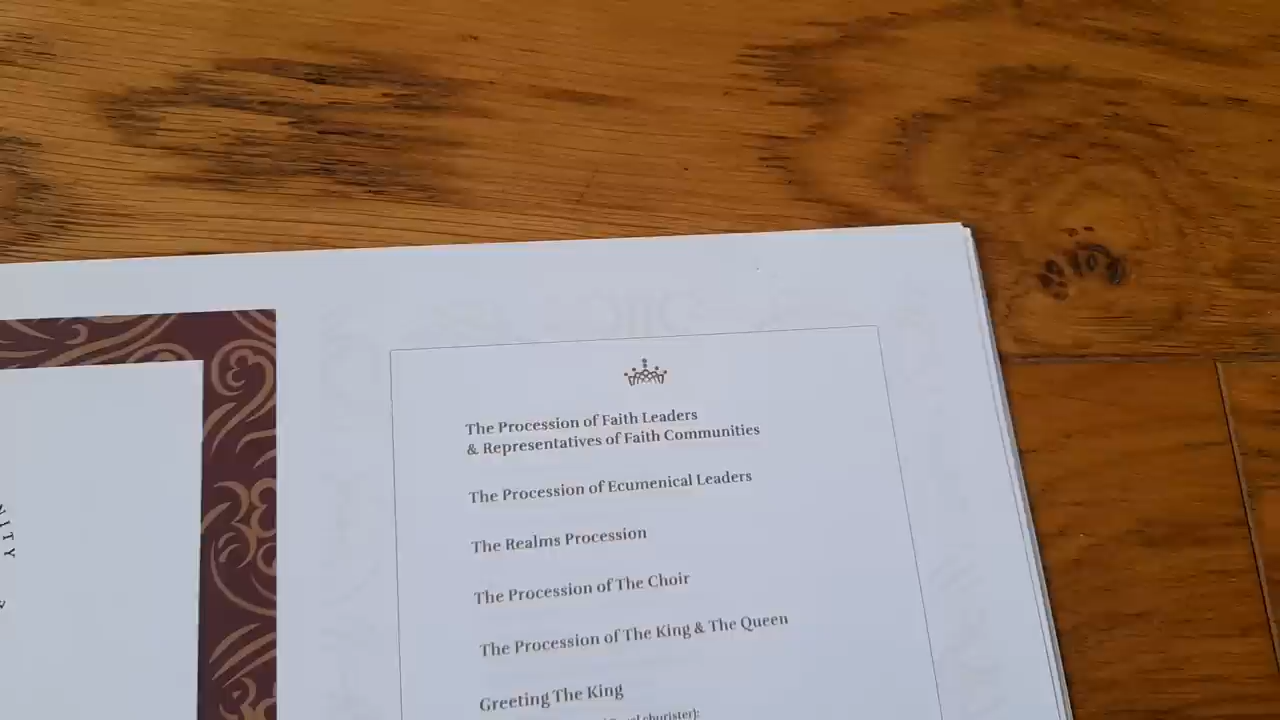 The Procession of Faith Leaders
& Representatives of Faith Communities
The Procession of Ecumenical Leaders
The Realms Procession
The Procession of The Choir
The Procession of The King & The Queen
Greeting The King
chorister):